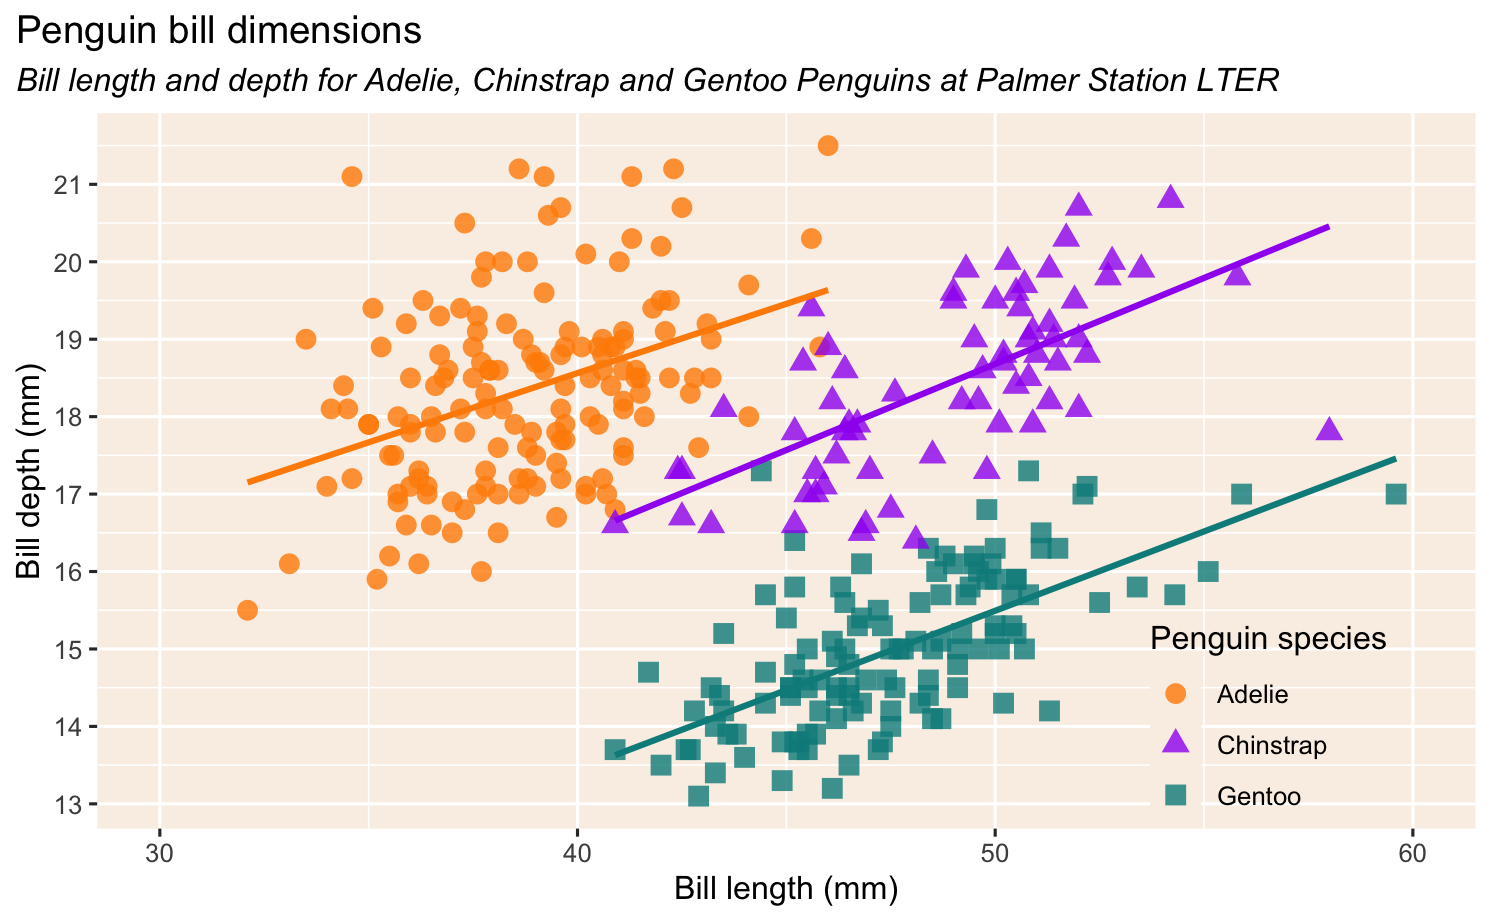 Penguin bill dimensions
Bill length and depth for Adelie, Chinstrap and Gentoo Penguins at Palmer Station LTER
Bill depth (mm)
21
20
19
18
17
16
15
14
13
Penguin species
Adelie
Chinstrap
Gentoo
30 40 50 60
Bill length (mm)